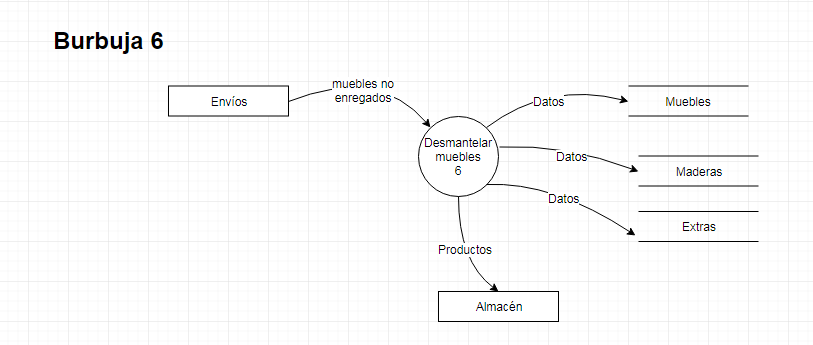 Burbuja 6
Envíos
muebles no
enregados
Desmantelar
muebles
6
Datos
Muebles
Datos
Maderas
Datos
Extras
Productos
Almacén